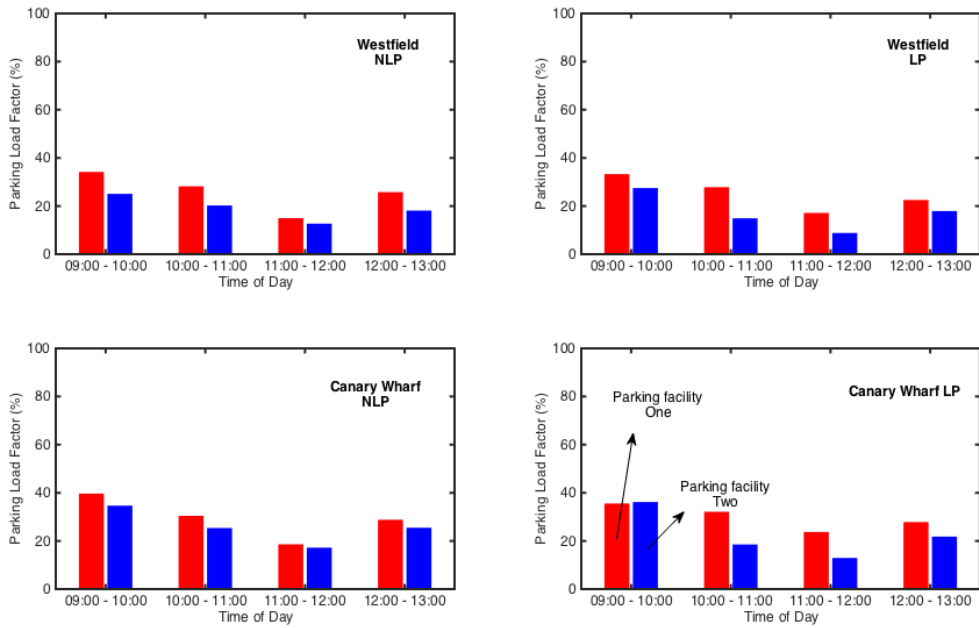 100
80
60
40
20
0
Parking Load Factor (%)
Westfield
NLP
09:00 - 10:00 10:00 - 11:00 11:00 - 12:00 12:00 - 13:00
Time of Day
100
80
60
40
20
0
Parking Load Factor (%)
Westfield
LP
09:00 - 10:00 10:00 - 11:00 11:00 - 12:00 12:00 - 13:00
Time of Day
100
80
60
40
20
0
Parking Load Factor (%)
Canary Wharf
NLP
09:00 - 10:00 10:00 - 11:00 11:00 - 12:00 12:00 - 13:00
Time of Day
100
80
60
40
20
0
Parking Load Factor (%)
Canary Wharf LP
Parking facility
One
Parking facility
Two
09:00 - 10:00 10:00 - 11:00 11:00 - 12:00 12:00 - 13:00
Time of Day